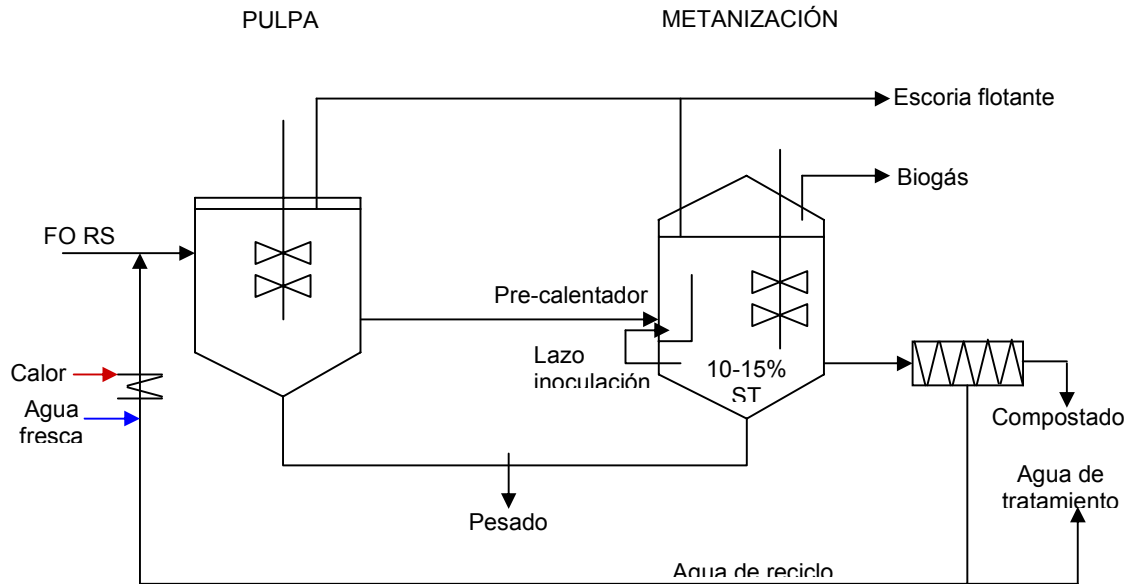 PULPA
METANIZACIÓN
Escoria flotante
Biogás
FO RS
Pre-calentador
Lazo
inoculación
10-15%
ST
Calor
Agua
fresca
Compostado
Agua de
tratamiento
Pesado
Agua de reciclo